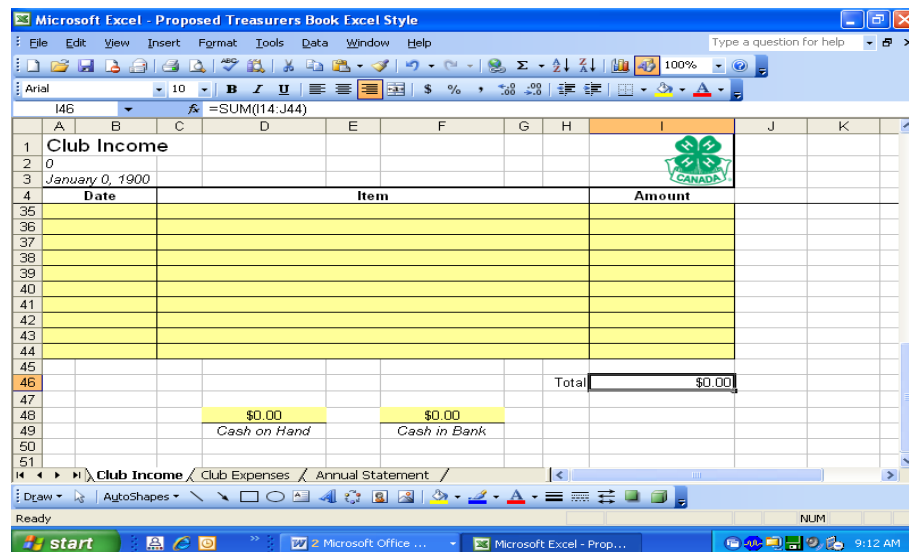 Microsoft Excel - Proposed Treasurers Book Excel Style
File Edit View Insert Format Tools Data Window Help Type a question for help
100%
Arial 10 B I U $ % ,
I46 fx =SUM(I14:J44)
A B C D E F G H I J K
1 Club Income
2 0
3 January 0, 1900
H H H H
CANADA
4 Date Item Amount
35
36
37
38
39
40
41
42
43
44
45
46 Total $0.00
47
48 $0.00 $0.00
49 Cash on Hand Cash in Bank
50
51
Club Income Club Expenses Annual Statement
Draw AutoShapes
Ready NUM
start 2 Microsoft Office ... Microsoft Excel - Prop... 9:12 AM